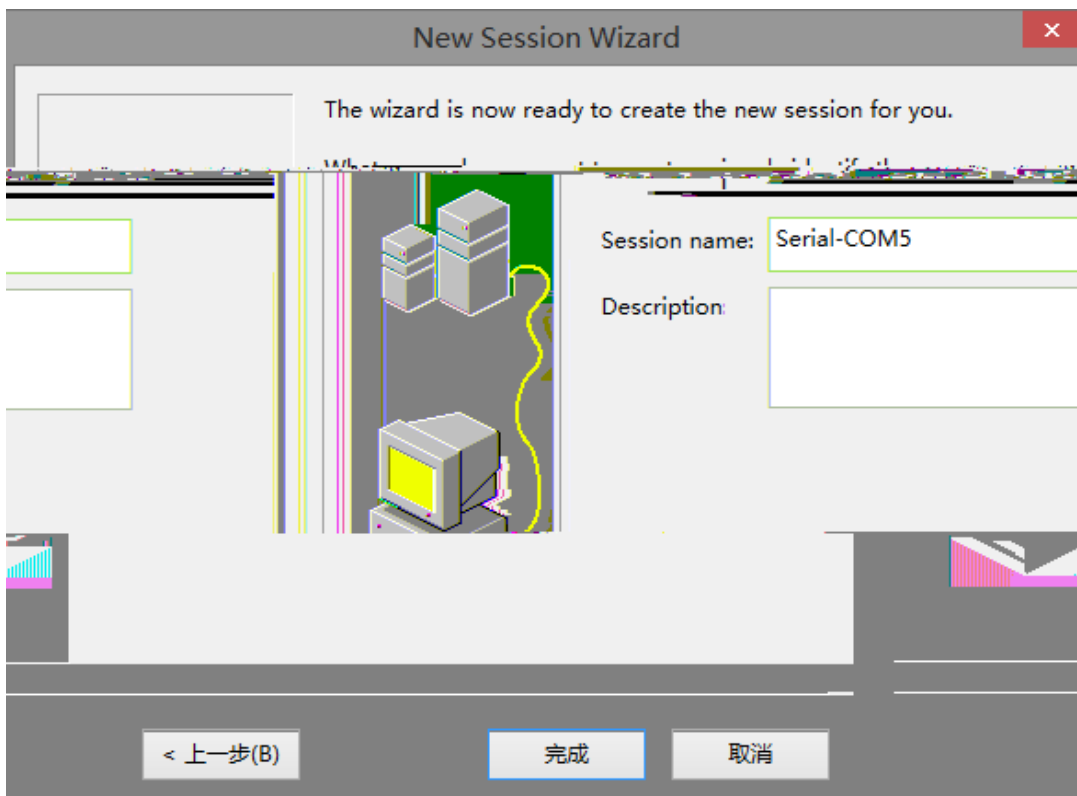 New Session Wizard
The wizard is now ready to create the new session for you.
Session name:
Serial-COM5
Description:
< 上一步(B)
完成
取消